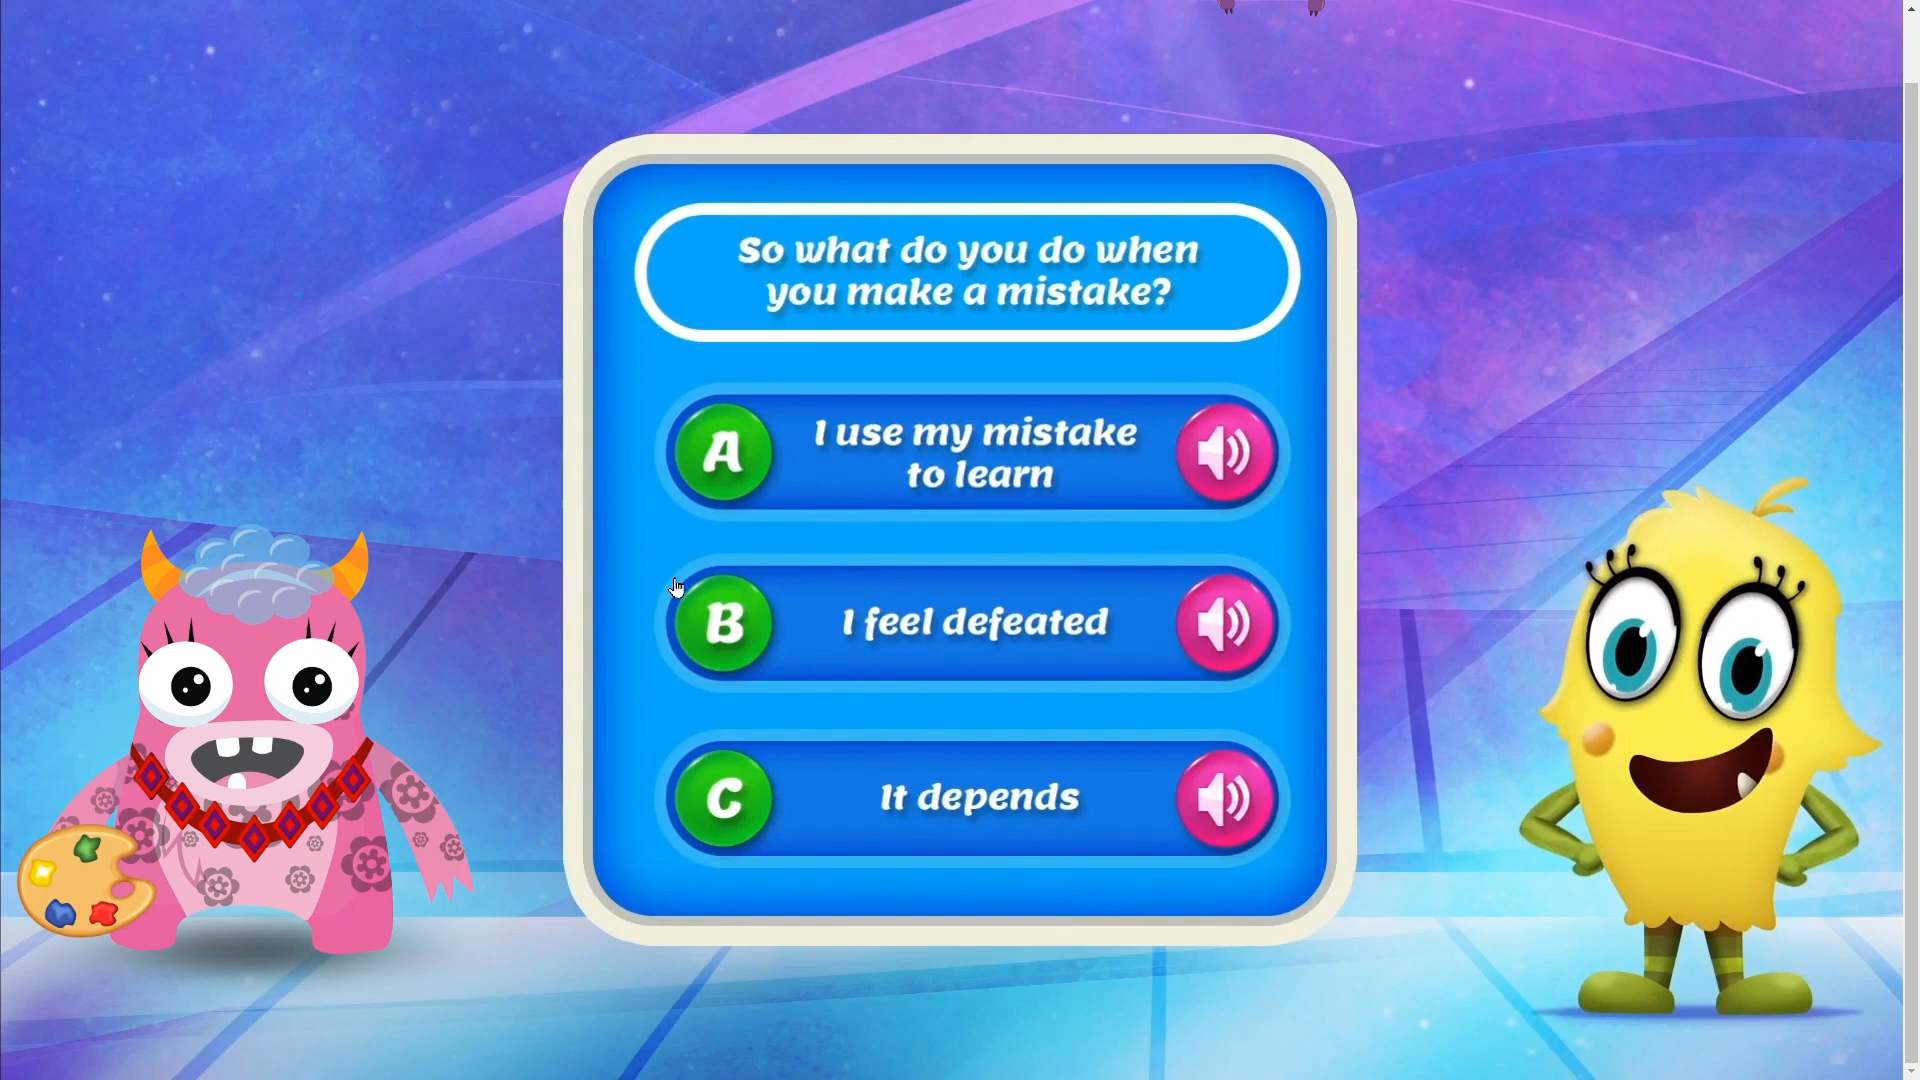 So what do you do when
you make a mistake?
A
I use my mistake
to learn
B
I feel defeated
C
It depends